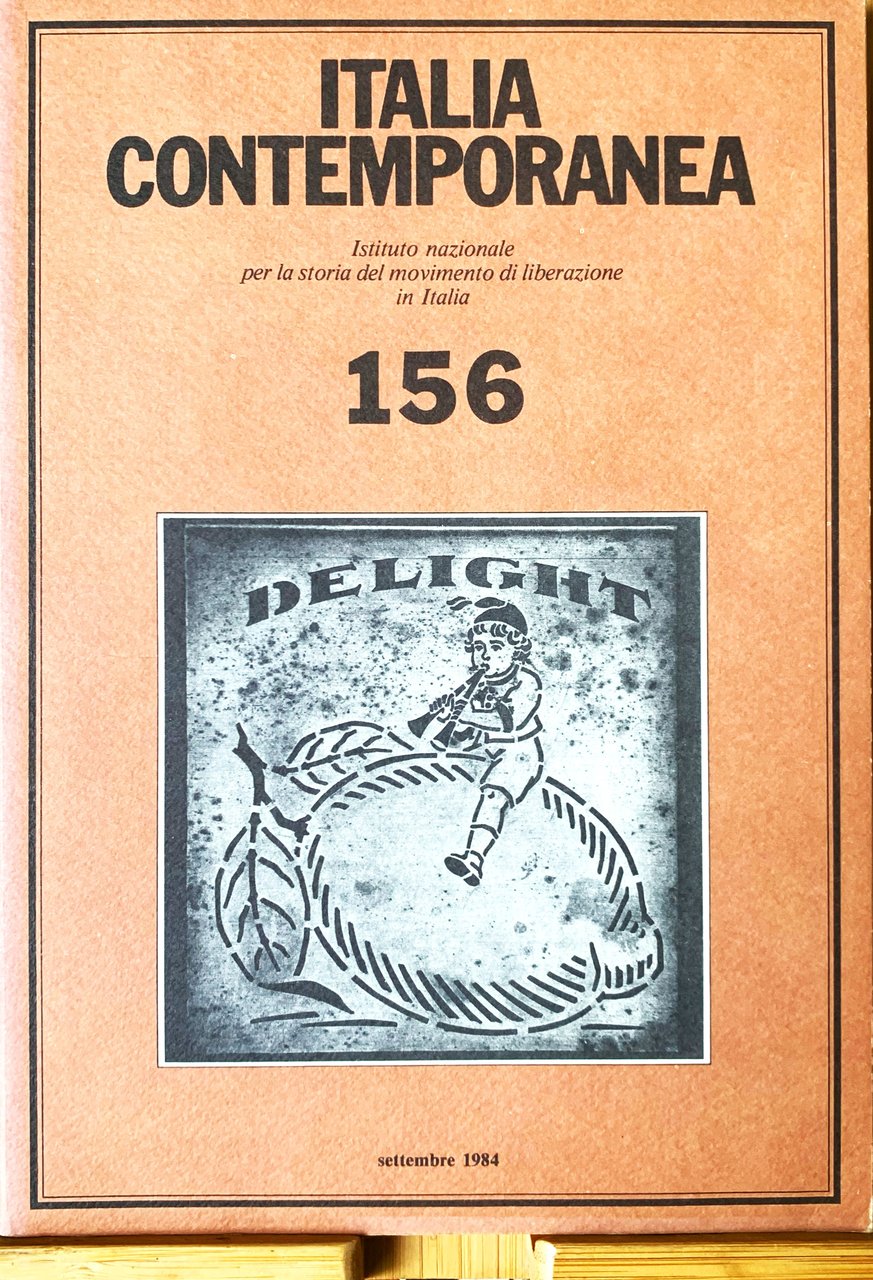 ITALIA
CONTEMPORANEA
Istituto nazionale
per la storia del movimento di liberazione
in Italia
156
DELIGHT
settembre 1984